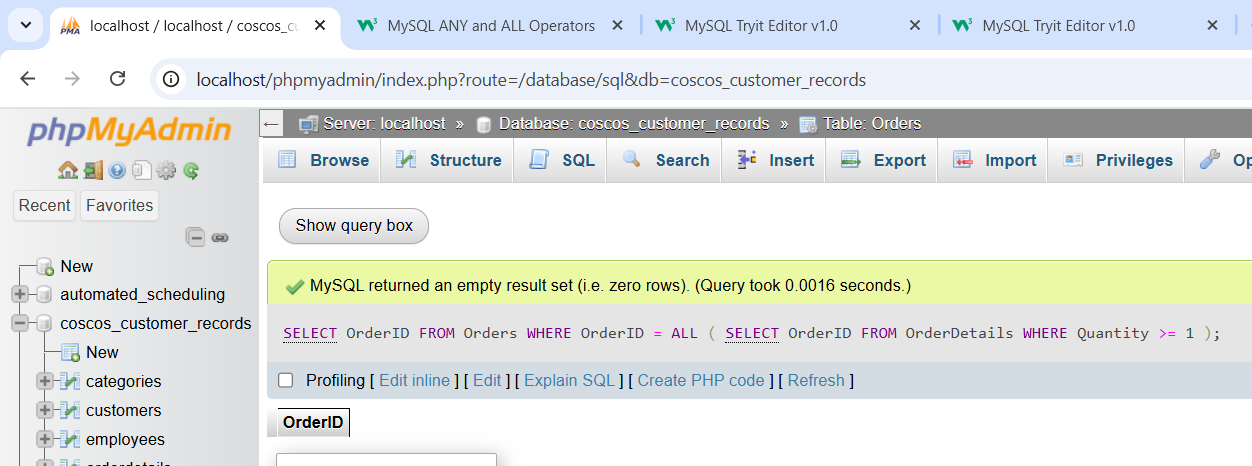 localhost / localhost / coscos_cu
MySQL ANY and ALL Operators
MySQL Tryit Editor v1.0
MySQL Tryit Editor v1.0
localhost/phpmyadmin/index.php?route=/database/sql&db=coscos_customer_records
phpMyAdmin
Recent Favorites
New
automated_scheduling
coscos_customer_records
New
categories
customers
employees
orderdetails
Server: localhost » Database: coscos_customer_records » Table: Orders
Browse Structure SQL Search Insert Export Import Privileges Op
Show query box
MySQL returned an empty result set (i.e. zero rows). (Query took 0.0016 seconds.)
SELECT OrderID FROM Orders WHERE OrderID = ALL ( SELECT OrderID FROM OrderDetails WHERE Quantity >= 1 );
Profiling [ Edit inline ] [ Edit ] [ Explain SQL ] [ Create PHP code ] [ Refresh ]
OrderID